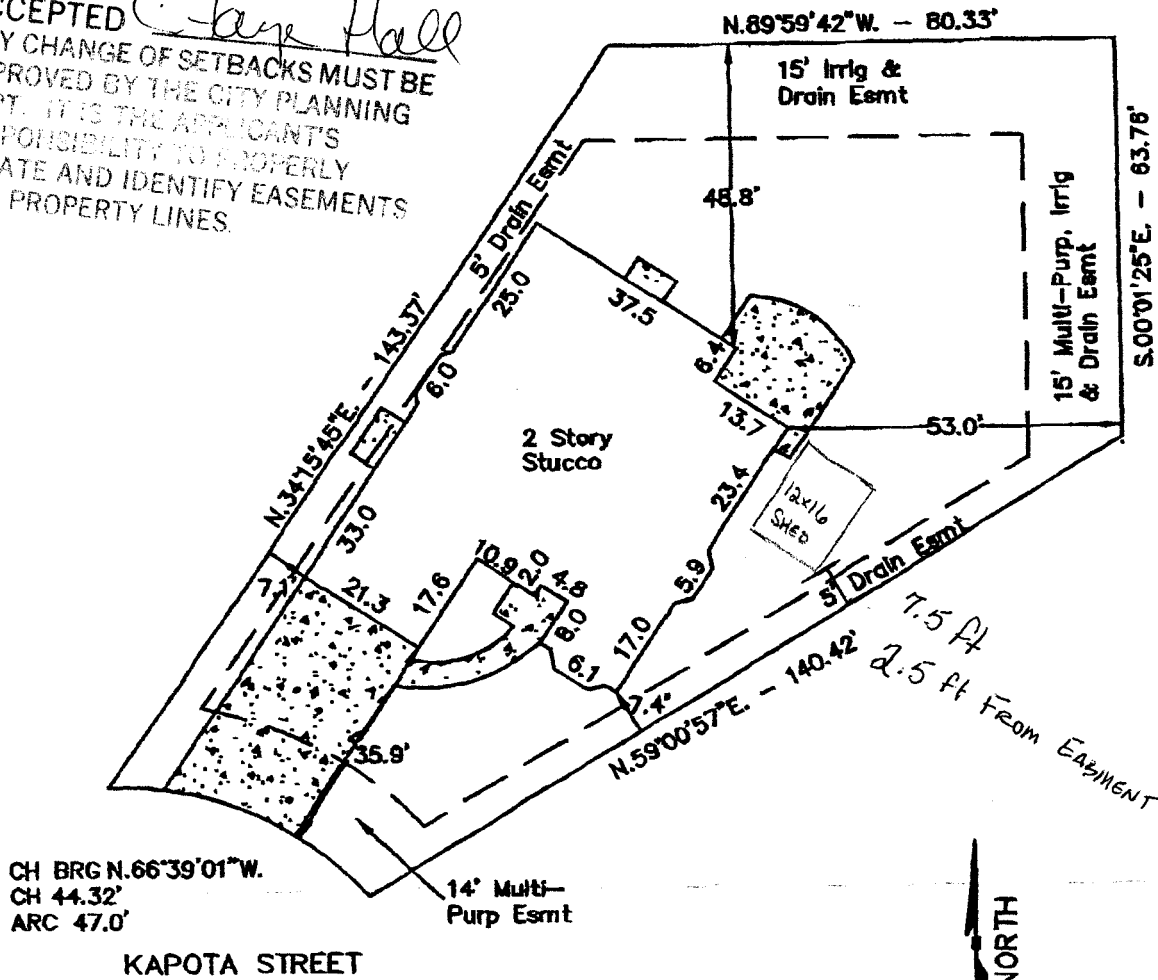 CCEPTED Faye Hall
Y CHANGE OF SETBACKS MUST BE
PROVED BY THE CITY PLANNING
PT. IT IS THE APPLICANT'S
PONSIBILITY TO PROPERLY
ATE AND IDENTIFY EASEMENTS
PROPERTY LINES.
N.89°59'42"W. - 80.33'
15' Irrig &
Drain Esmt
S.00°01'25"E. - 63.76'
15' Multi-Purp, Irrig
& Drain Esmt
48.8'
5' Drain Esmt
25.0
37.5
N.34°15'45"E. - 143.37'
6.0
8.4
13.7
53.0'
2 Story
Stucco
23.4
12x16
SHED
33.0
10.9
2.0
4.8
5.9
5' Drain Esmt
21.3
17.6
8.0
17.0
6.1
7.4'
7.5 ft
2.5 ft FROM EASMENT
N.59°00'57"E. - 140.42'
35.9'
14' Multi-
Purp Esmt
CH BRG N.66°39'01"W.
CH 44.32'
ARC 47.0'
KAPOTA STREET
NORTH